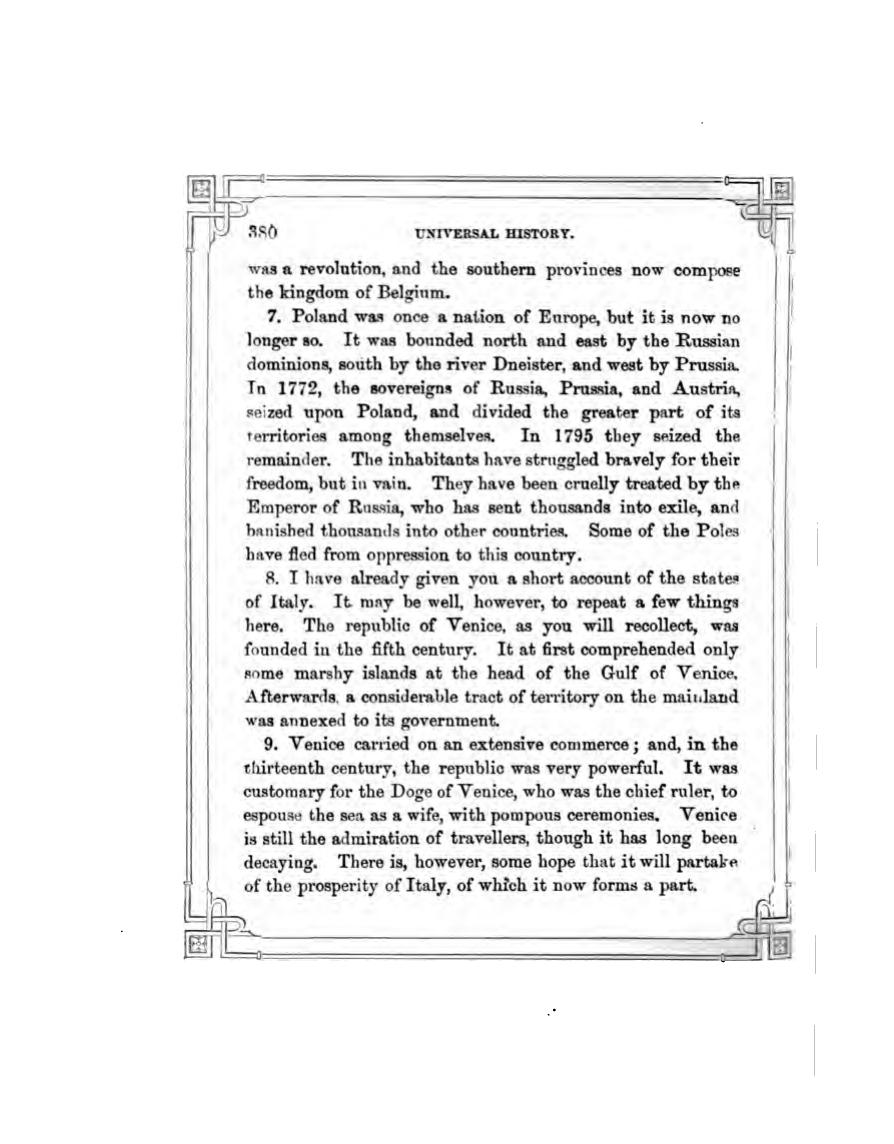 380 UNIVERSAL HISTORY.
was a revolution, and the southern provinces now compose
the kingdom of Belgium.
7. Poland was once a nation of Europe, but it is now no
longer so. It was bounded north and east by the Russian
dominions, south by the river Dneister, and west by Prussia.
In 1772, the sovereigns of Russia, Prussia, and Austria,
seized upon Poland, and divided the greater part of its
territories among themselves. In 1795 they seized the
remainder. The inhabitants have struggled bravely for their
freedom, but in vain. They have been cruelly treated by the
Emperor of Russia, who has sent thousands into exile, and
banished thousands into other countries. Some of the Poles
have fled from oppression to this country.
8. I have already given you a short account of the states
of Italy. It may be well, however, to repeat a few things
here. The republic of Venice, as you will recollect, was
founded in the fifth century. It at first comprehended only
some marshy islands at the head of the Gulf of Venice.
Afterwards, a considerable tract of territory on the mainland
was annexed to its government.
9. Venice carried on an extensive commerce; and, in the
thirteenth century, the republic was very powerful. It was
customary for the Doge of Venice, who was the chief ruler, to
espouse the sea as a wife, with pompous ceremonies. Venice
is still the admiration of travellers, though it has long been
decaying. There is, however, some hope that it will partake
of the prosperity of Italy, of which it now forms a part.